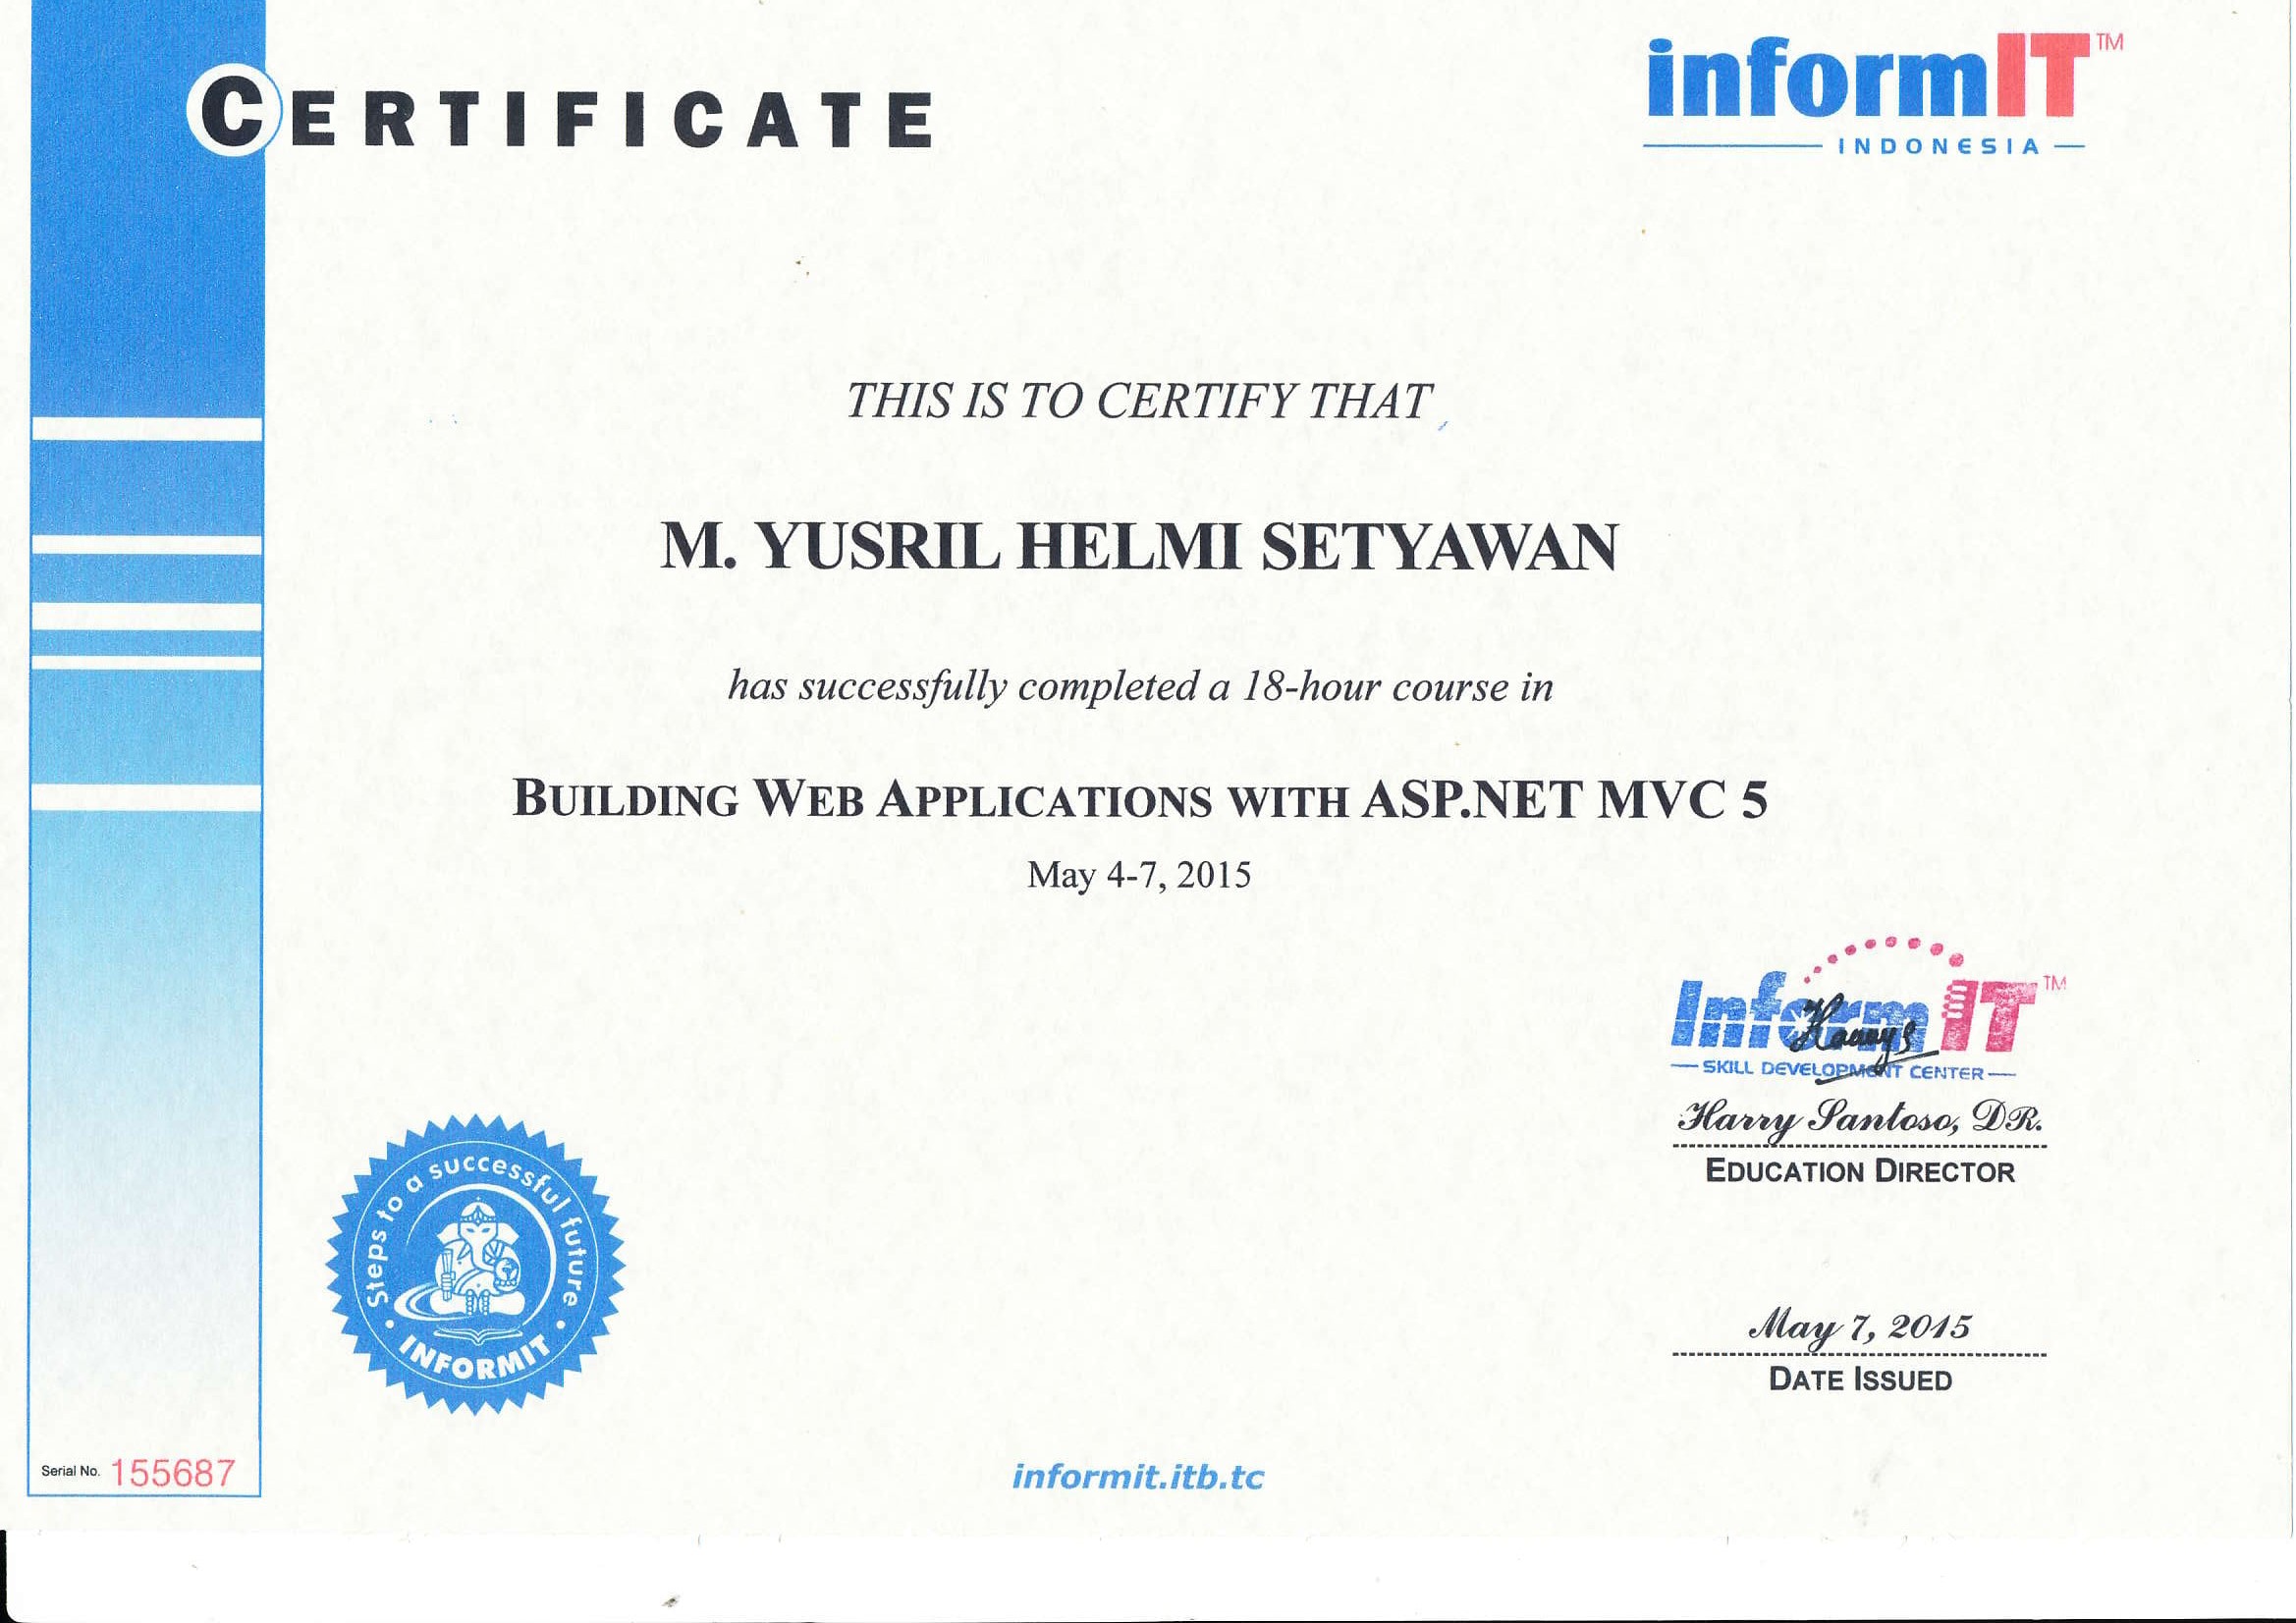 CERTIFICATE
informIT™
INDONESIA
THIS IS TO CERTIFY THAT
M. YUSRIL HELMI SETYAWAN
has successfully completed a 18-hour course in
BUILDING WEB APPLICATIONS WITH ASP.NET MVC 5
May 4-7, 2015
InformIT™
SKILL DEVELOPMENT CENTER
Harry Santoso, DR.
EDUCATION DIRECTOR
Steps to a successful future
• INFORMIT •
May 7, 2015
DATE ISSUED
Serial No. 155687
informit.itb.tc